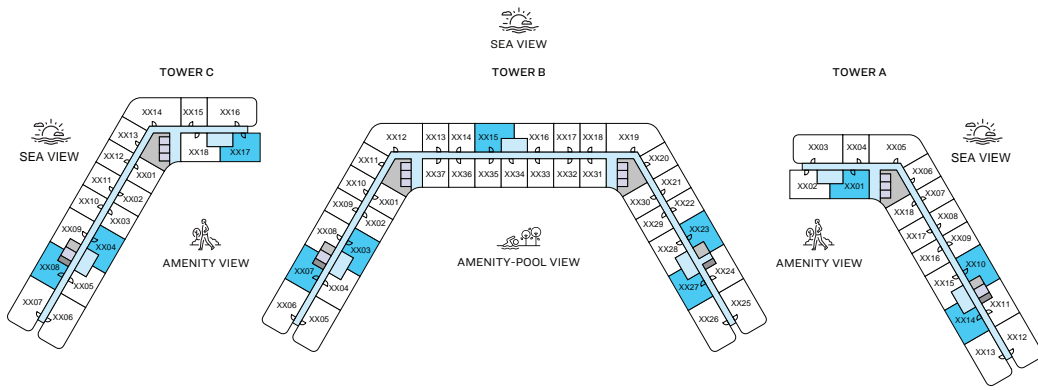 SEA VIEW
TOWER C
TOWER B
TOWER A
SEA VIEW
SEA VIEW
AMENITY VIEW
AMENITY-POOL VIEW
AMENITY VIEW
XX14
XX15
XX16
XX13
XX12
XX18
XX17
XX01
XX11
XX02
XX10
XX03
XX09
XX04
XX08
XX05
XX07
XX06
XX12
XX13
XX14
XX15
XX16
XX17
XX18
XX19
XX11
XX37
XX36
XX35
XX34
XX33
XX32
XX31
XX20
XX10
XX01
XX30
XX21
XX09
XX02
XX29
XX22
XX08
XX03
XX28
XX23
XX07
XX04
XX27
XX24
XX06
XX05
XX26
XX25
XX03
XX04
XX05
XX02
XX01
XX06
XX07
XX18
XX08
XX17
XX09
XX16
XX10
XX15
XX11
XX14
XX12
XX13